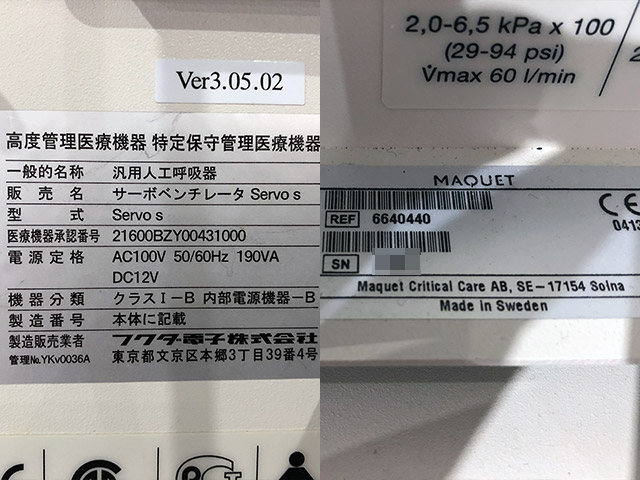 Ver3.05.02
高度管理医療機器 特定保守管理医療機器
一般的名称 汎用人工呼吸器
販売名 サーボベンチレータ Servo s
型式 Servo s
医療機器承認番号 21600BZY00431000
電源定格 AC100V 50/60Hz 190VA
DC12V
機器分類 クラスⅠ-B 内部電源機器-B
製造番号 本体に記載
製造販売業者 フクダ電子株式会社
管理No.YKv0036A 東京都文京区本郷3丁目39番4号
2,0-6,5 kPa x 100
(29-94 psi)
V̇max 60 l/min
MAQUET
REF 6640440
CE
0413
SN
Maquet Critical Care AB, SE-17154 Solna
Made in Sweden